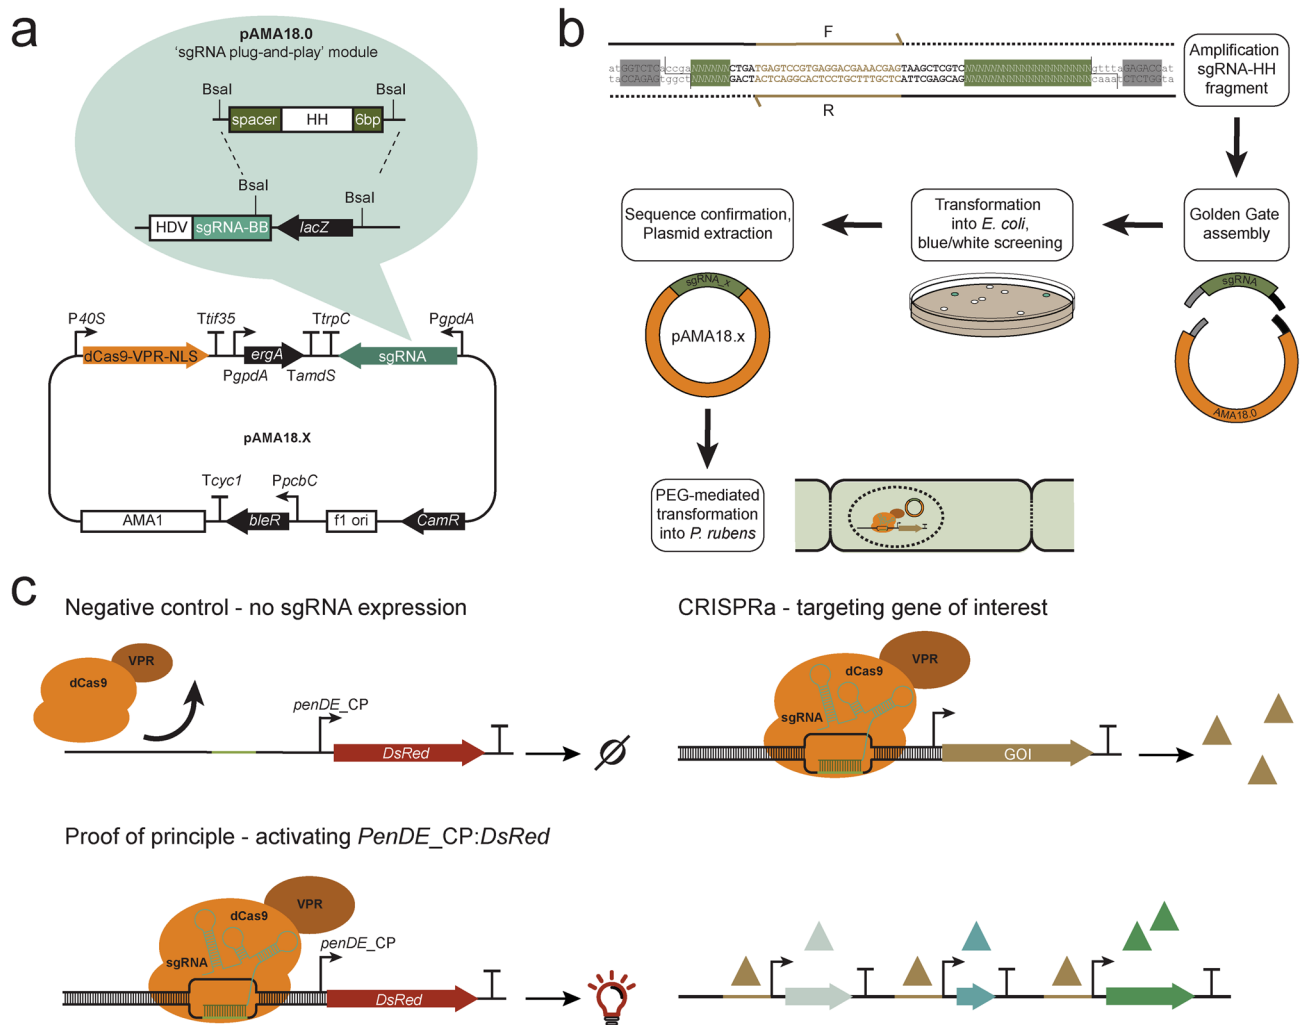 a
pAMA18.0
‘sgRNA plug-and-play’ module
BsaI
BsaI
spacer
HH
6bp
BsaI
BsaI
HDV
sgRNA-BB
lacZ
P40S
Ttif35
TtrpC
PgpdA
dCas9-VPR-NLS
ergA
sgRNA
PgpdA
TamdS
pAMA18.X
Tcyc1
PpcbC
AMA1
bleR
f1 ori
CamR
b
F
atGGTCTCaccgaNNNNNNCTGATGAGTCCGTGAGGACGAAACGAGTAAGCTCGTCNNNNNNNNNNNNNNNNNNNNgttttaGAGACCat
taCCAGAGtggctNNNNNNGACTACTCAGGCACTCCTGCTTTGCTCATTCGAGCAGNNNNNNNNNNNNNNNNNNNNcaaaatCTCTGGta
R
Amplification
sgRNA-HH
fragment
Sequence confirmation,
Plasmid extraction
Transformation
into E. coli,
blue/white screening
Golden Gate
assembly
sgRNA_x
pAMA18.x
sgRNA
AMA18.0
PEG-mediated
transformation
into P. rubens
c
Negative control - no sgRNA expression
VPR
dCas9
penDE_CP
DsRed
CRISPRa - targeting gene of interest
VPR
dCas9
sgRNA
GOI
Proof of principle - activating PenDE_CP:DsRed
VPR
dCas9
sgRNA
penDE_CP
DsRed